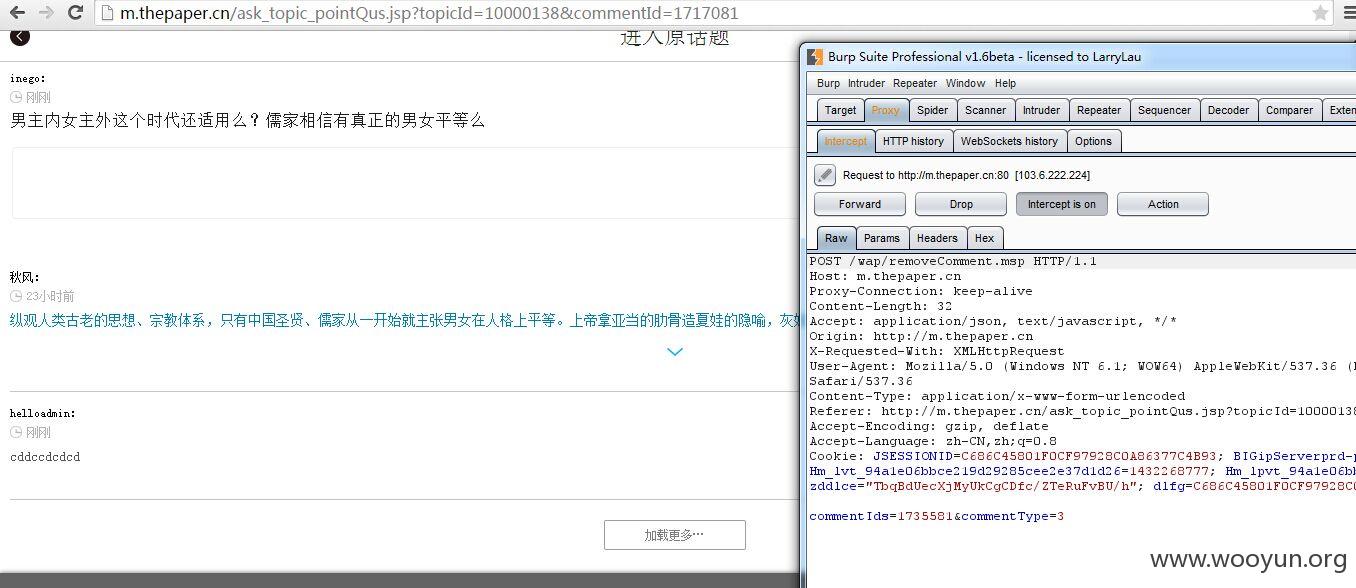 m.thepaper.cn/ask_topic_pointQus.jsp?topicId=10000138&commentId=1717081
进入原话题
inego:
刚刚
男主内女主外这个时代还适用么？儒家相信有真正的男女平等么
秋风:
23小时前
纵观人类古老的思想、宗教体系，只有中国圣贤、儒家从一开始就主张男女在人格上平等。上帝拿亚当的肋骨造夏娃的隐喻，灰
helloadmin:
刚刚
cddccdcdcd
加载更多…
Burp Suite Professional v1.6beta - licensed to LarryLau
Burp Intruder Repeater Window Help
Target Proxy Spider Scanner Intruder Repeater Sequencer Decoder Comparer Exten
Intercept HTTP history WebSockets history Options
Request to http://m.thepaper.cn:80 [103.6.222.224]
Forward Drop Intercept is on Action
Raw Params Headers Hex
POST /wap/removeComment.msp HTTP/1.1
Host: m.thepaper.cn
Proxy-Connection: keep-alive
Content-Length: 32
Accept: application/json, text/javascript, */*
Origin: http://m.thepaper.cn
X-Requested-With: XMLHttpRequest
User-Agent: Mozilla/5.0 (Windows NT 6.1; WOW64) AppleWebKit/537.36 (
Safari/537.36
Content-Type: application/x-www-form-urlencoded
Referer: http://m.thepaper.cn/ask_topic_pointQus.jsp?topicId=1000013
Accept-Encoding: gzip, deflate
Accept-Language: zh-CN,zh;q=0.8
Cookie: JSESSIONID=C686C45801F0CF97928C0A86377C4B93; BIGipServerprd-
Hm_lvt_94a1e06bbce219d29285cee2e37d1d26=1432268777; Hm_lpvt_94a1e06b
zddlce="TbqBdUecXjMyUkCgCDfc/ZTeRuFvBU/h"; dlfg=C686C45801F0CF97928C
commentIds=1735581&commentType=3
www.wooyun.org